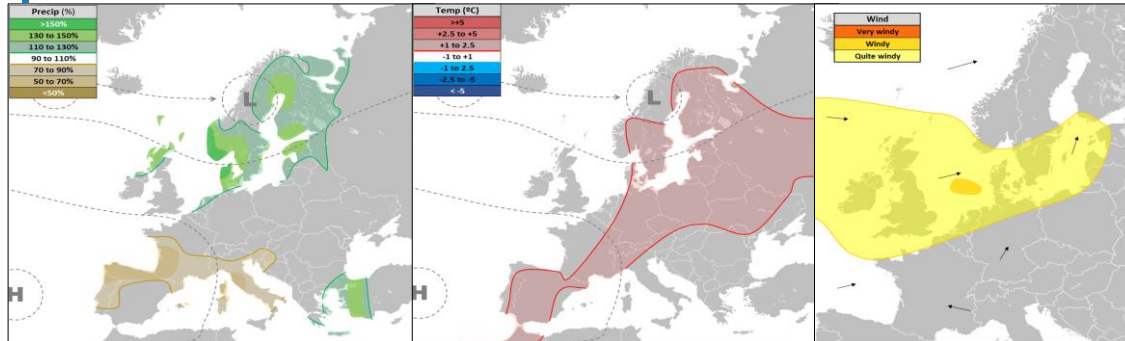 Precip (%)
>150%
130 to 150%
110 to 130%
90 to 110%
70 to 90%
50 to 70%
<50%
L
H
Temp (ºC)
>+5
+2.5 to +5
+1 to 2.5
-1 to +1
-1 to 2.5
-2.5 to -5
< -5
L
H
Wind
Very windy
Windy
Quite windy